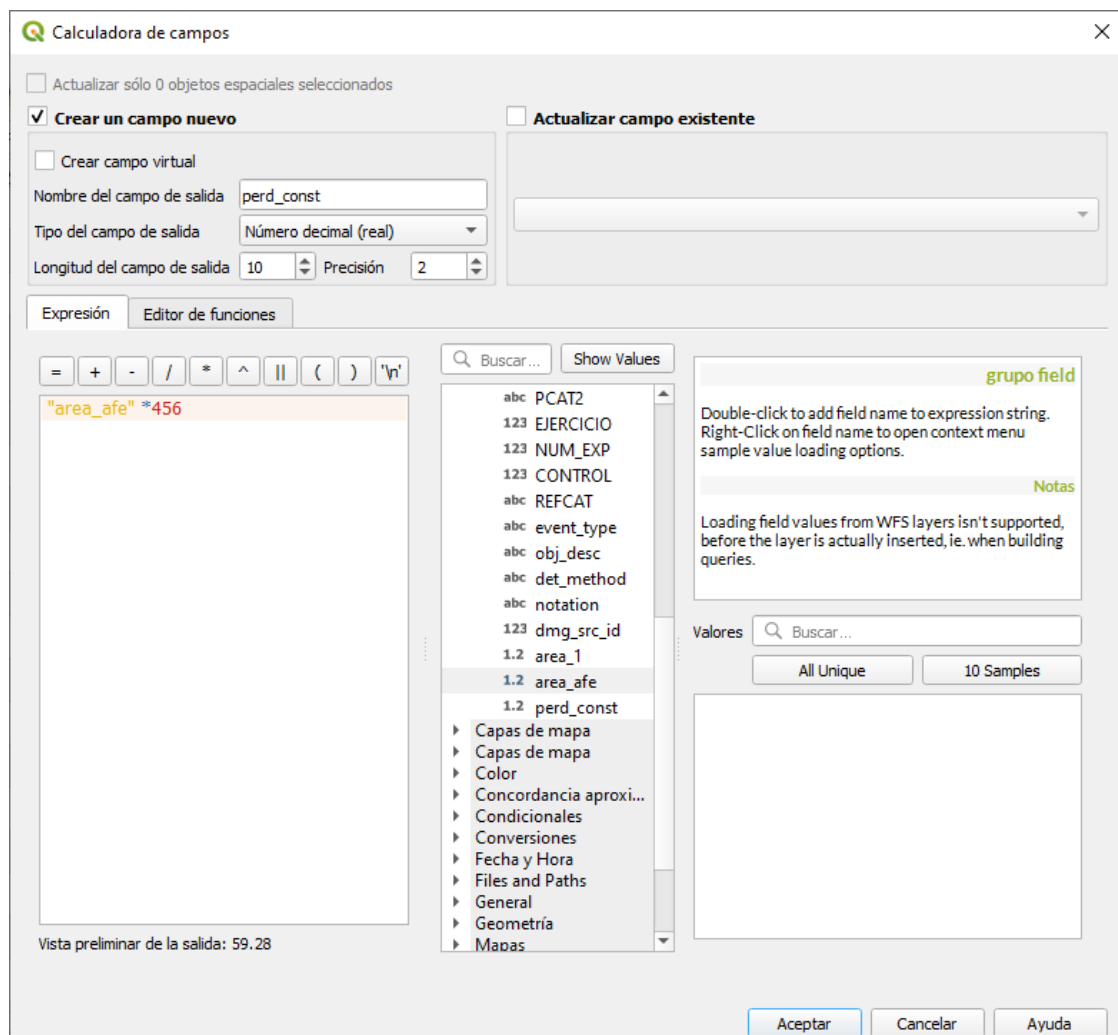 Calculadora de campos
Actualizar sólo 0 objetos espaciales seleccionados
Crear un campo nuevo
Actualizar campo existente
Crear campo virtual
Nombre del campo de salida perd_const
Tipo del campo de salida Número decimal (real)
Longitud del campo de salida 10 Precisión 2
Expresión Editor de funciones
= + - / * ^ || ( ) '\n'
"area_afe" *456
Vista preliminar de la salida: 59.28
Buscar... Show Values
abc PCAT2
123 EJERCICIO
123 NUM_EXP
123 CONTROL
abc REFCAT
abc event_type
abc obj_desc
abc det_method
abc notation
123 dmg_src_id
1.2 area_1
1.2 area_afe
1.2 perd_const
Capas de mapa
Capas de mapa
Color
Concordancia aproxi...
Condicionales
Conversiones
Fecha y Hora
Files and Paths
General
Geometría
Mapas
grupo field
Double-click to add field name to expression string.
Right-Click on field name to open context menu
sample value loading options.
Notas
Loading field values from WFS layers isn't supported,
before the layer is actually inserted, ie. when building
queries.
Valores Buscar...
All Unique 10 Samples
Aceptar Cancelar Ayuda